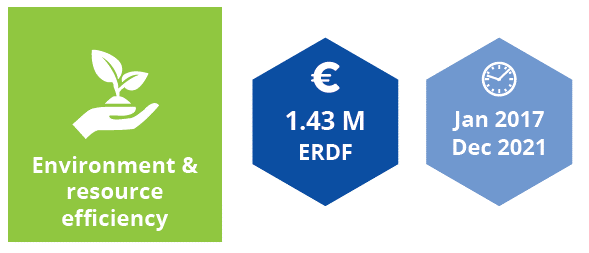 Environment &
resource
efficiency
€
1.43 M
ERDF
Jan 2017
Dec 2021